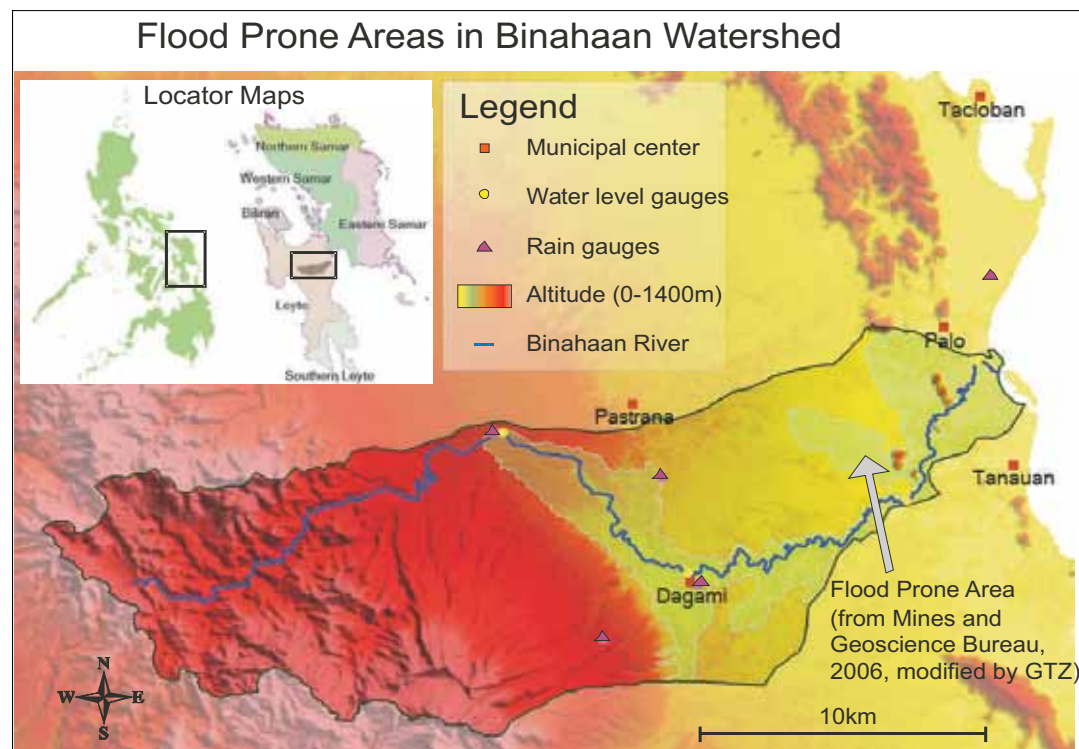 Flood Prone Areas in Binahaan Watershed
Locator Maps
Northern Samar
Western Samar
Biliran
Eastern Samar
Leyte
Southern Leyte
Legend
Municipal center
Water level gauges
Rain gauges
Altitude (0-1400m)
Binahaan River
Tacloban
Palo
Pastrana
Tanauan
Dagami
Flood Prone Area
(from Mines and
Geoscience Bureau,
2006, modified by GTZ)
N
W E
S
10km